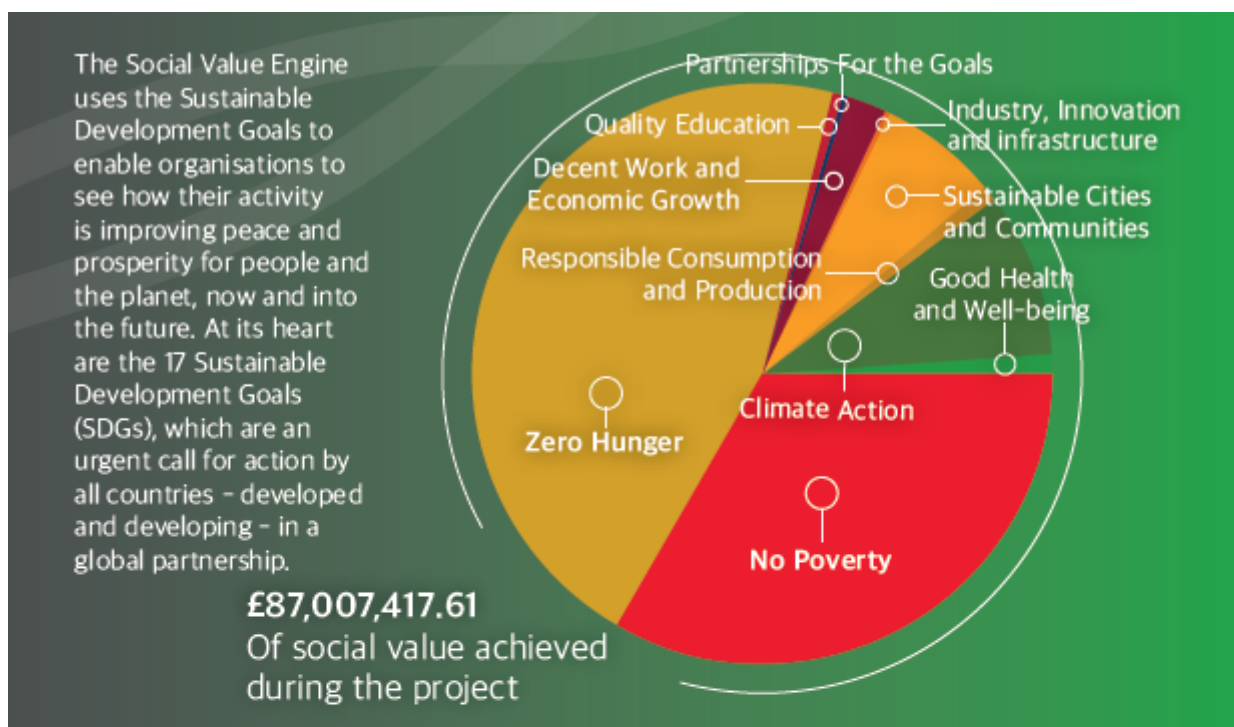 The Social Value Engine
uses the Sustainable
Development Goals to
enable organisations to
see how their activity
is improving peace and
prosperity for people and
the planet, now and into
the future. At its heart
are the 17 Sustainable
Development Goals
(SDGs), which are an
urgent call for action by
all countries – developed
and developing – in a
global partnership.
£87,007,417.61
Of social value achieved
during the project
Partnerships For the Goals
Quality Education
Industry, Innovation
and infrastructure
Decent Work and
Economic Growth
Sustainable Cities
and Communities
Responsible Consumption
and Production
Good Health
and Well-being
Climate Action
Zero Hunger
No Poverty